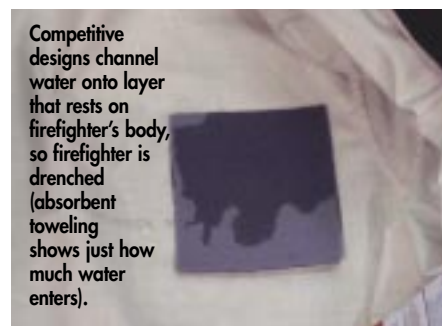 Competitive
designs channel
water onto layer
that rests on
firefighter's body,
so firefighter is
drenched
(absorbent
toweling
shows just how
much water
enters).